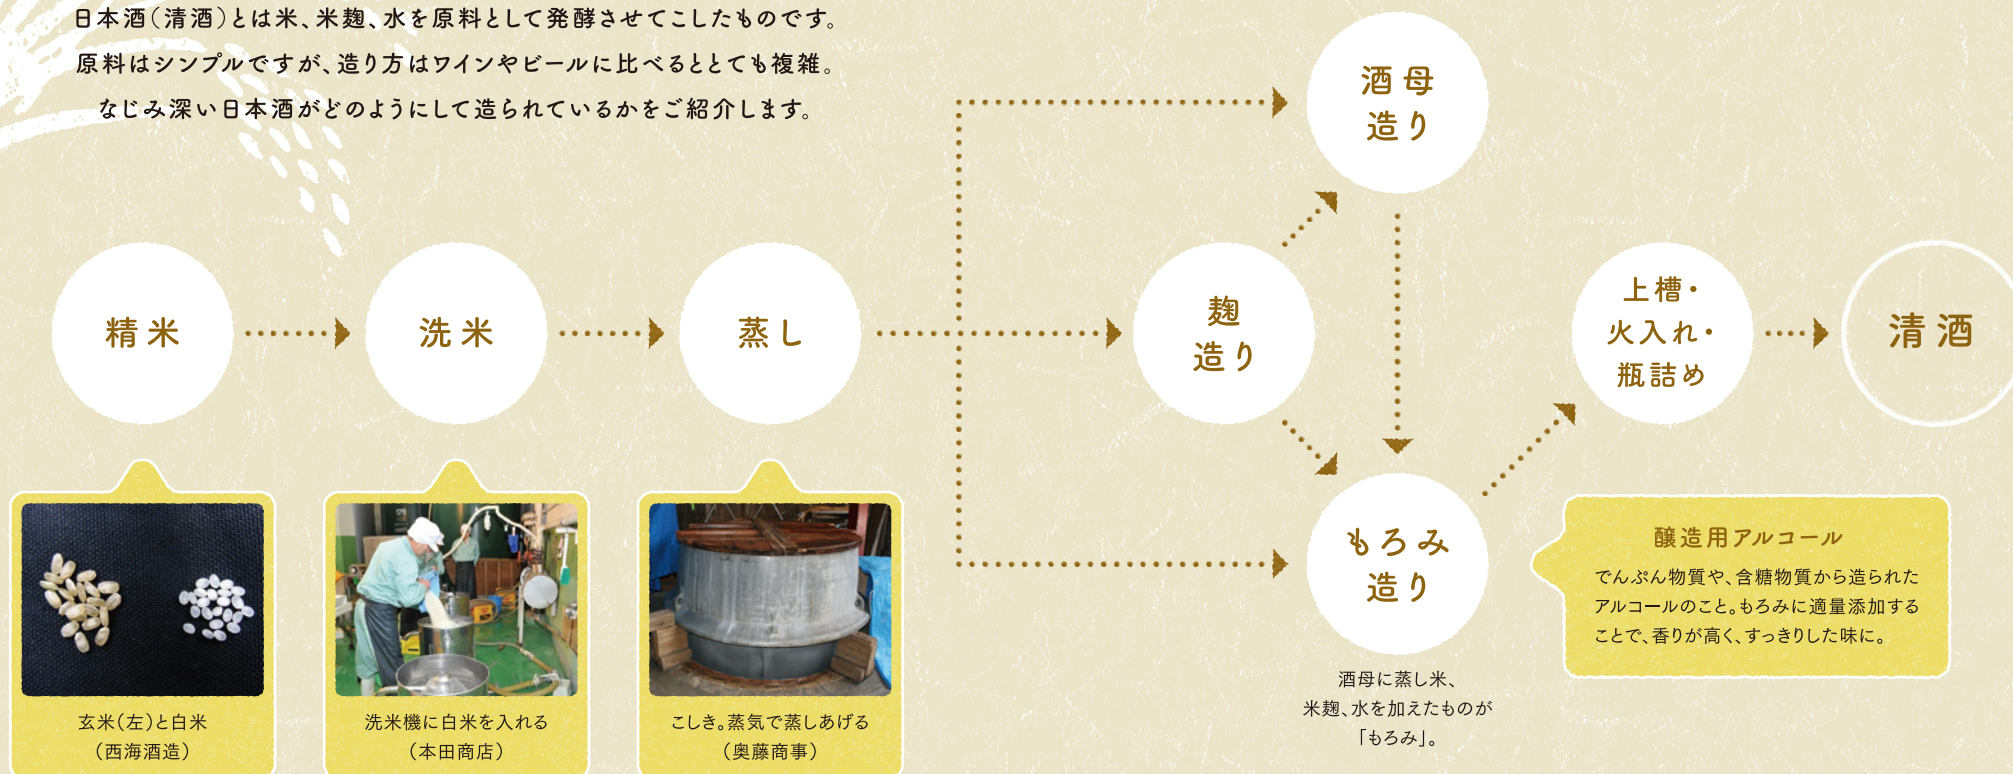 日本酒（清酒）とは米、米麹、水を原料として発酵させてこしたものです。
原料はシンプルですが、造り方はワインやビールに比べるととても複雑。
なじみ深い日本酒がどのようにして造られているかをご紹介します。
精米
洗米
蒸し
酒母
造り
麹
造り
もろみ
造り
上槽・
火入れ・
瓶詰め
清酒
玄米（左）と白米
（西海酒造）
洗米機に白米を入れる
（本田商店）
こしき。蒸気で蒸しあげる
（奥藤商事）
酒母に蒸し米、
米麹、水を加えたものが
「もろみ」。
醸造用アルコール
でんぷん物質や、含糖物質から造られた
アルコールのこと。もろみに適量添加する
ことで、香りが高く、すっきりした味に。